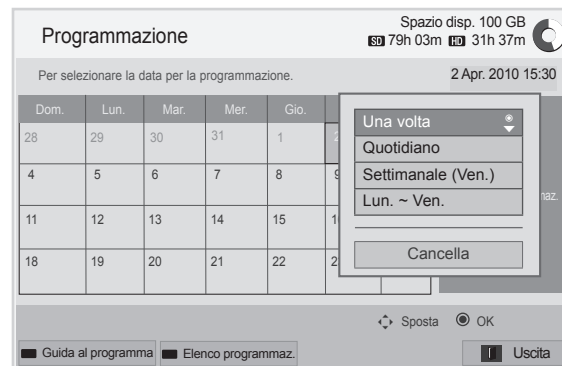 Programmazione
Spazio disp. 100 GB
SD 79h 03m HD 31h 37m
Per selezionare la data per la programmazione.
2 Apr. 2010 15:30
Dom. Lun. Mar. Mer. Gio.
28 29 30 31 1 2
4 5 6 7 8 9
11 12 13 14 15
18 19 20 21 22
Una volta
Quotidiano
Settimanale (Ven.)
Lun. ~ Ven.
Cancella
maz.
Sposta OK
Guida al programma Elenco programmaz. Uscita